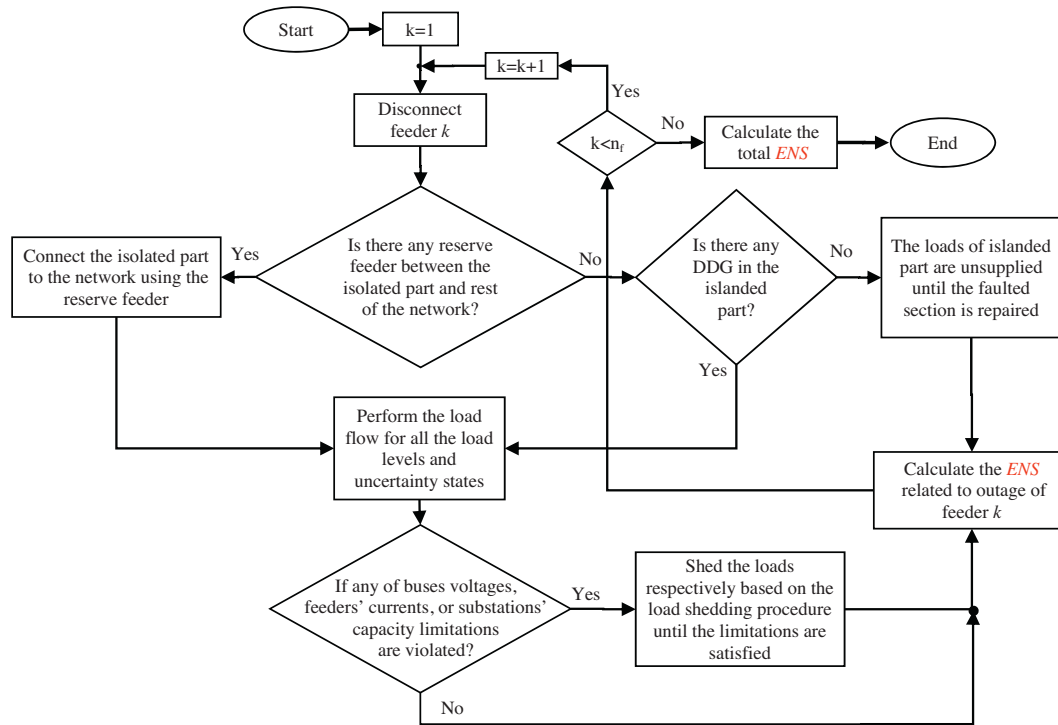 Start
k=1
k=k+1
Yes
Disconnect
feeder k
k<nf
No
Calculate the
total ENS
End
Connect the isolated part
to the network using the
reserve feeder
Yes
Is there any reserve
feeder between the
isolated part and rest
of the network?
No
Is there any
DDG in the
islanded
part?
No
The loads of islanded
part are unsupplied
until the faulted
section is repaired
Yes
Perform the load
flow for all the load
levels and
uncertainty states
Calculate the ENS
related to outage of
feeder k
If any of buses voltages,
feeders’ currents, or substations’
capacity limitations
are violated?
Yes
Shed the loads
respectively based on the
load shedding procedure
until the limitations are
satisfied
No